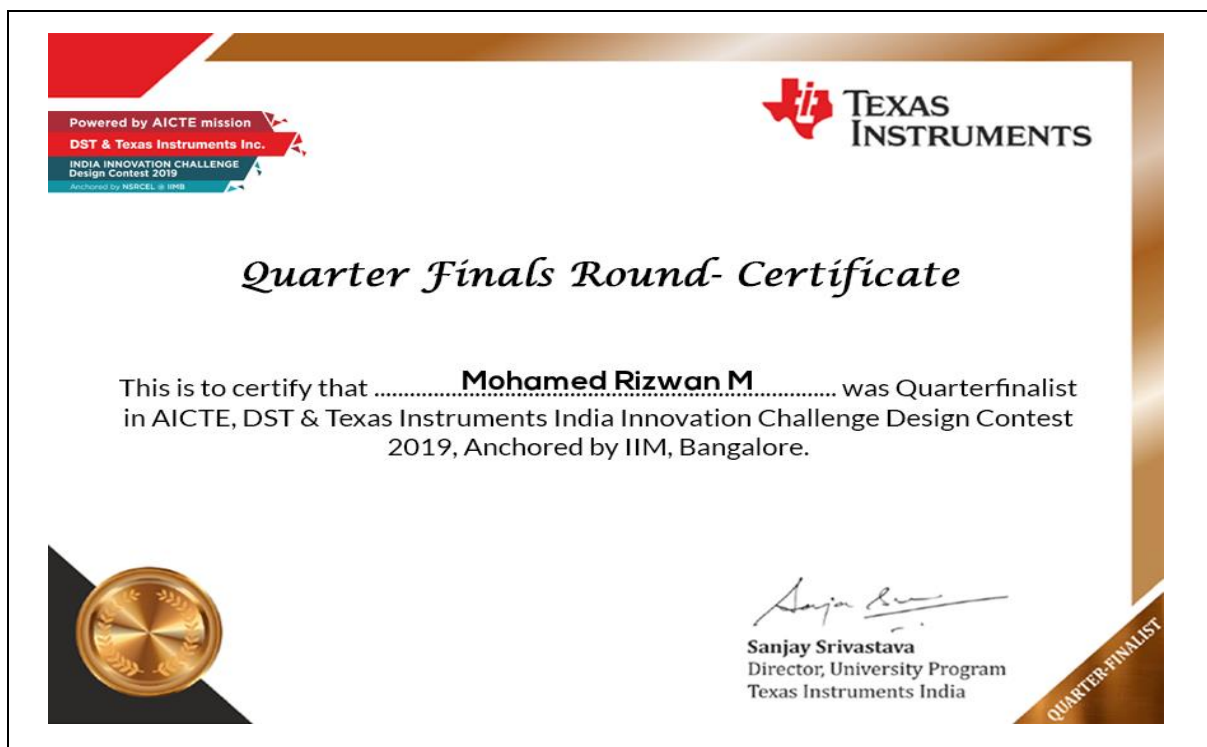 Powered by AICTE mission
DST & Texas Instruments Inc.
INDIA INNOVATION CHALLENGE
Design Contest 2019
Anchored by NSRCEL @ IIMB
TEXAS
INSTRUMENTS
Quarter Finals Round- Certificate
This is to certify that ........Mohamed Rizwan M........ was Quarterfinalist
in AICTE, DST & Texas Instruments India Innovation Challenge Design Contest
2019, Anchored by IIM, Bangalore.
Sanjay Srivastava
Director, University Program
Texas Instruments India
QUARTER-FINALIST